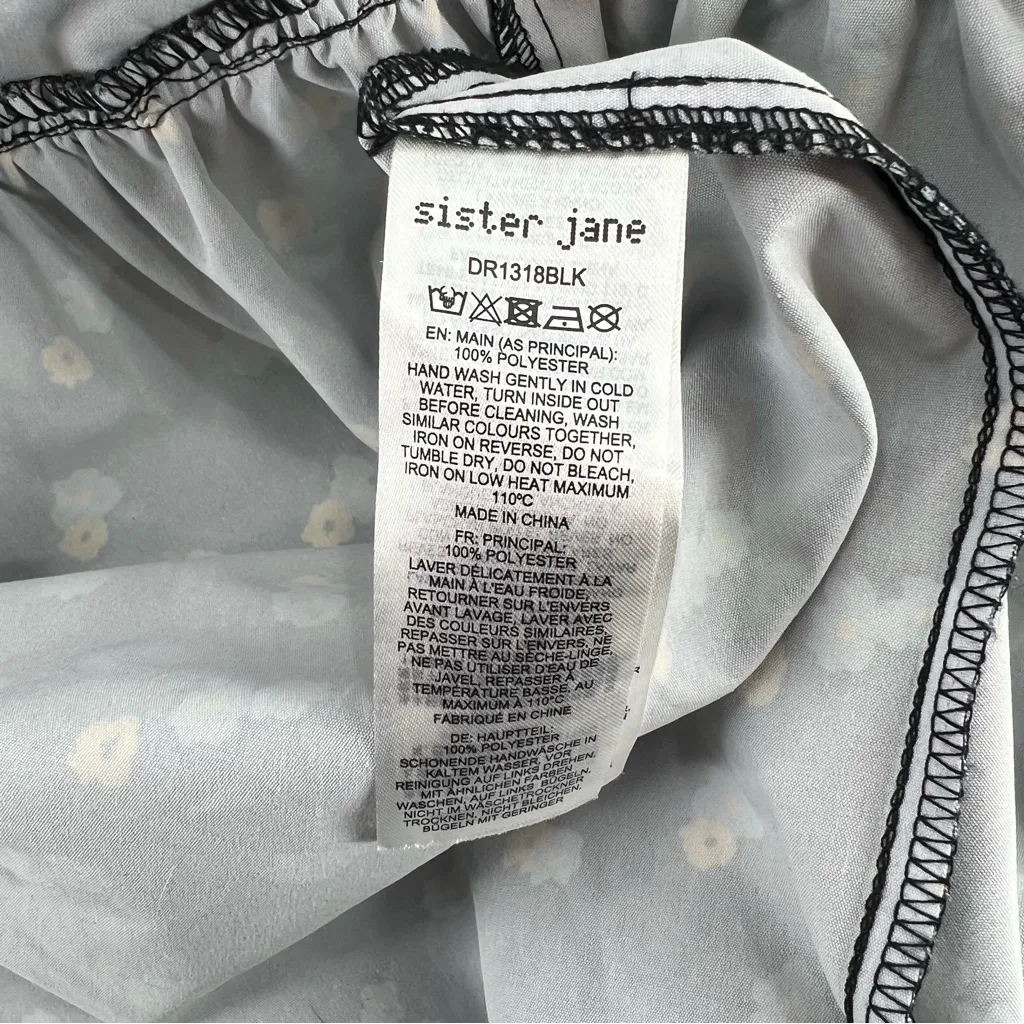 sister jane
DR1318BLK
EN: MAIN (AS PRINCIPAL):
100% POLYESTER
HAND WASH GENTLY IN COLD
WATER, TURN INSIDE OUT
BEFORE CLEANING, WASH
SIMILAR COLOURS TOGETHER,
IRON ON REVERSE, DO NOT
TUMBLE DRY, DO NOT BLEACH,
IRON ON LOW HEAT MAXIMUM
110°C
MADE IN CHINA
FR: PRINCIPAL:
100% POLYESTER
LAVER DÉLICATEMENT À LA
MAIN À L'EAU FROIDE,
RETOURNER SUR L'ENVERS
AVANT LAVAGE, LAVER AVEC
DES COULEURS SIMILAIRES,
REPASSER SUR L'ENVERS, NE
PAS METTRE AU SÈCHE-LINGE,
NE PAS UTILISER D'EAU DE
JAVEL, REPASSER À
TEMPÉRATURE BASSE, AU
MAXIMUM À 110°C
FABRIQUÉ EN CHINE
DE: HAUPTTEIL:
100% POLYESTER
SCHONENDE HANDWÄSCHE IN
KALTEM WASSER, VOR
REINIGUNG AUF LINKS DREHEN,
MIT ÄHNLICHEN FARBEN
WASCHEN, AUF LINKS BÜGELN,
NICHT IM WÄSCHETROCKNER
TROCKNEN, NICHT BLEICHEN,
BÜGELN MIT GERINGER